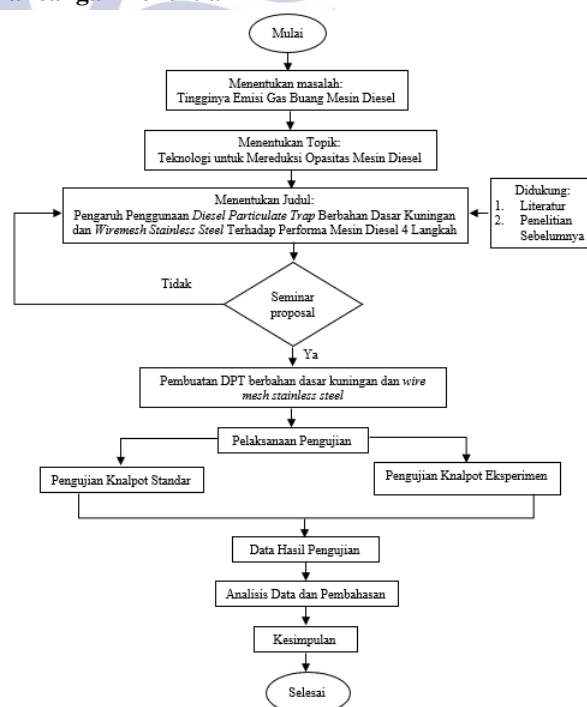 Mulai
Menentukan masalah:
Tingginya Emisi Gas Buang Mesin Diesel
Menentukan Topik:
Teknologi untuk Mereduksi Opasitas Mesin Diesel
Menentukan Judul:
Pengaruh Penggunaan Diesel Particulate Trap Berbahan Dasar Kuningan
dan Wiremesh Stainless Steel Terhadap Performa Mesin Diesel 4 Langkah
Didukung:
1. Literatur
2. Penelitian
Sebelumnya
Tidak
Seminar
proposal
Ya
Pembuatan DPT berbahan dasar kuningan dan wire
mesh stainless steel
Pelaksanaan Pengujian
Pengujian Knalpot Standar
Pengujian Knalpot Eksperimen
Data Hasil Pengujian
Analisis Data dan Pembahasan
Kesimpulan
Selesai